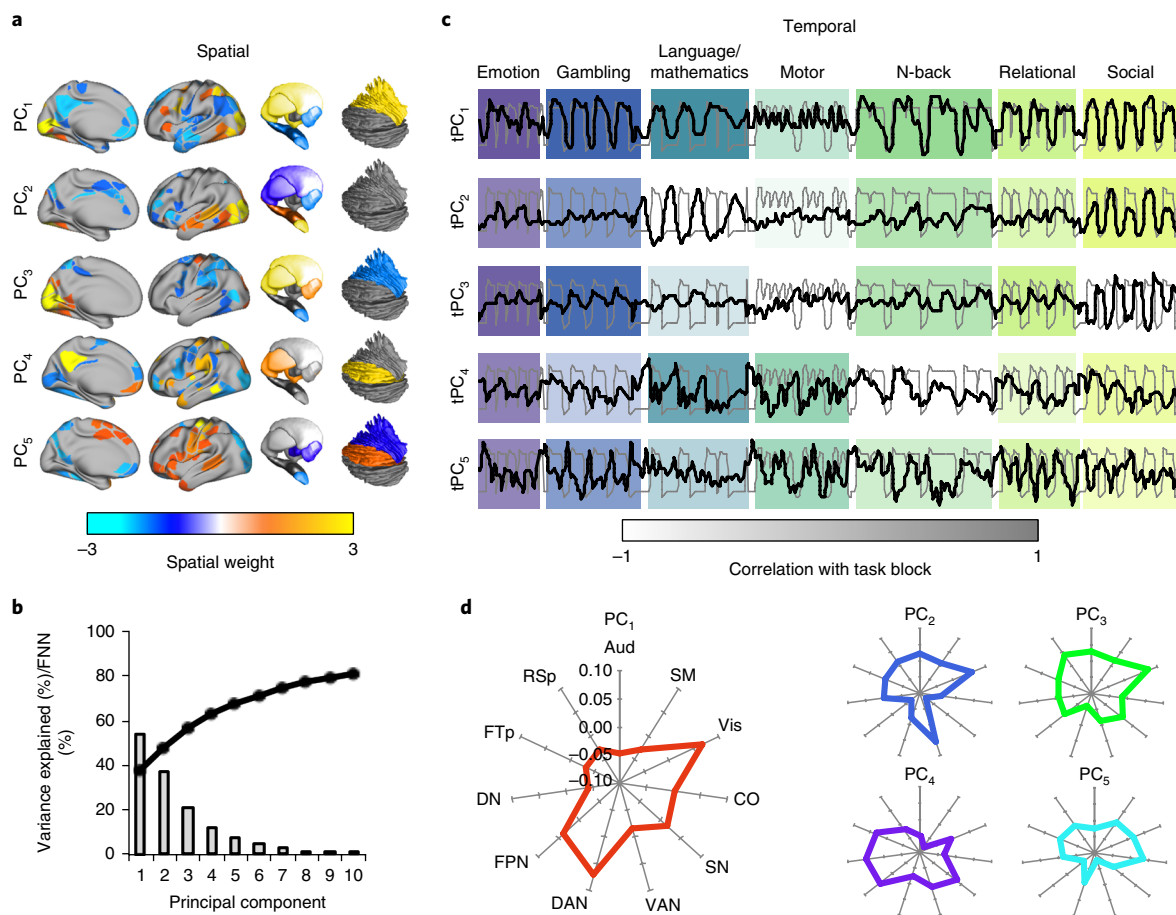 a
Spatial
PC1
PC2
PC3
PC4
PC5
–3
3
Spatial weight
c
Temporal
Emotion
Gambling
Language/
mathematics
Motor
N-back
Relational
Social
tPC1
tPC2
tPC3
tPC4
tPC5
–1
1
Correlation with task block
b
Variance explained (%)/FNN
(%)
100
80
60
40
20
0
1 2 3 4 5 6 7 8 9 10
Principal component
d
PC1
Aud
0.10
0.05
0.00
–0.05
–0.10
SM
Vis
CO
SN
VAN
DAN
FPN
DN
FTp
RSp
PC2
PC3
PC4
PC5